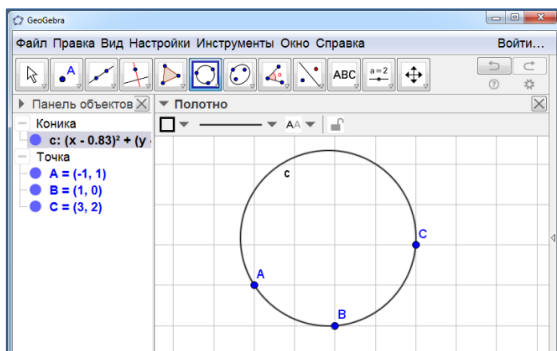 GeoGebra
Файл Правка Вид Настройки Инструменты Окно Справка Войти...
A ABC a=2
Панель объектов Полотно
Коника
c: (x - 0.83)² + (y
AA
Точка
A = (-1, 1)
B = (1, 0)
C = (3, 2)
c
C
A
B